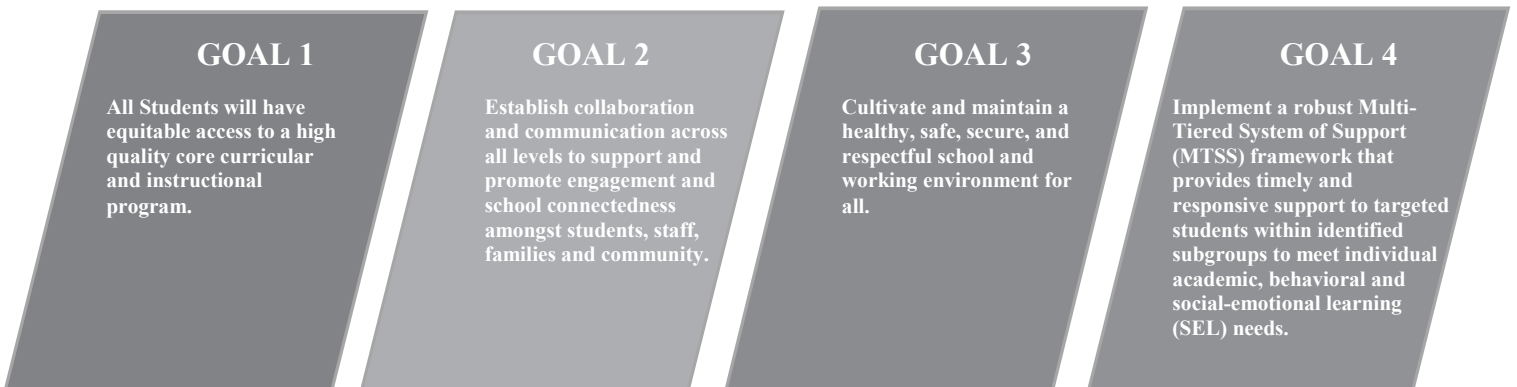 GOAL 1
All Students will have
equitable access to a high
quality core curricular
and instructional
program.
GOAL 2
Establish collaboration
and communication across
all levels to support and
promote engagement and
school connectedness
amongst students, staff,
families and community.
GOAL 3
Cultivate and maintain a
healthy, safe, secure, and
respectful school and
working environment for
all.
GOAL 4
Implement a robust Multi-
Tiered System of Support
(MTSS) framework that
provides timely and
responsive support to targeted
students within identified
subgroups to meet individual
academic, behavioral and
social-emotional learning
(SEL) needs.